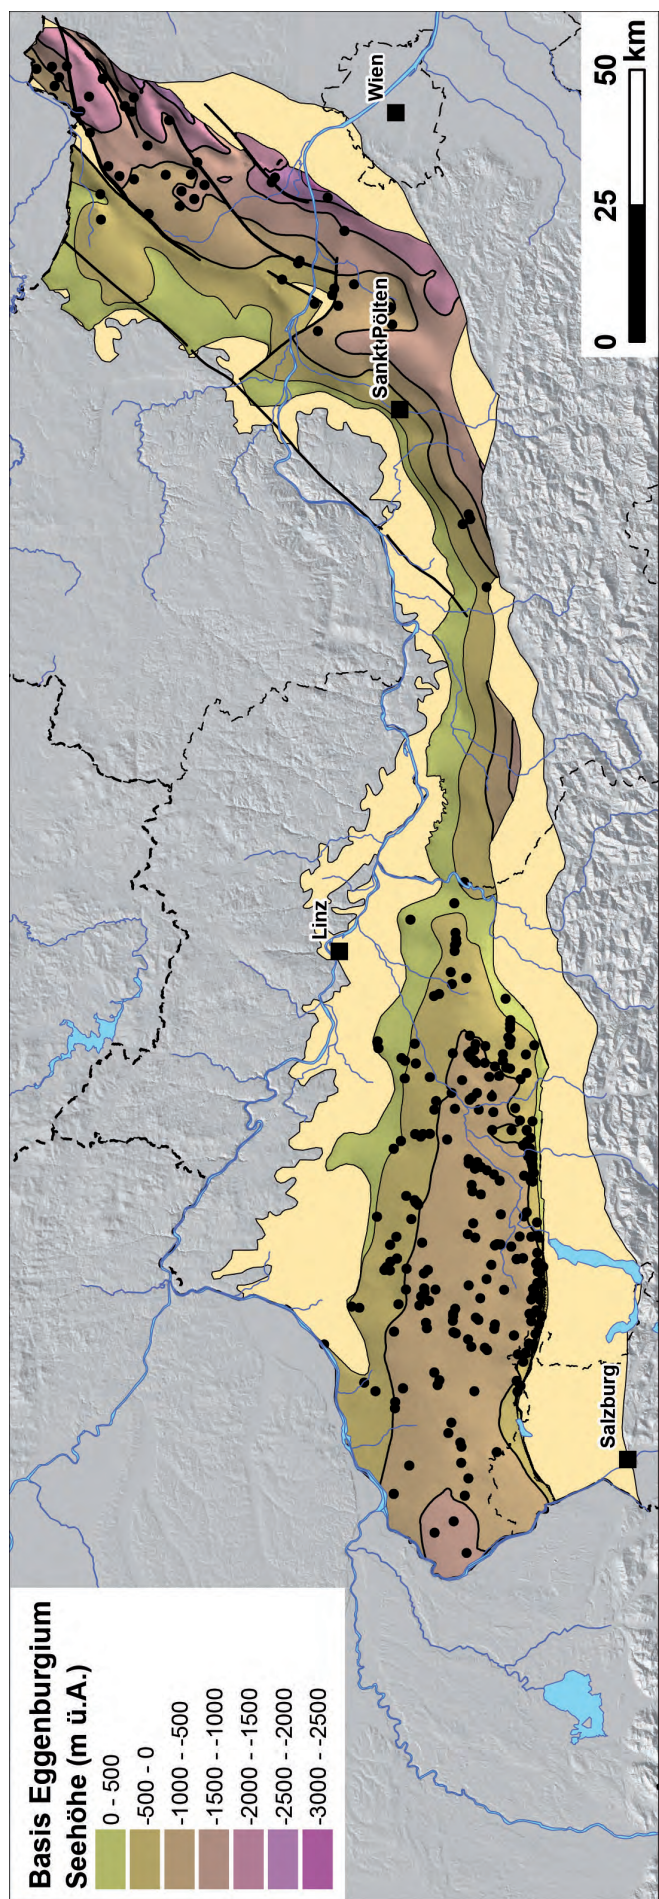 Basis Eggenburgium
Seehöhe (m ü.A.)
0 - 500
-500 - 0
-1000 - -500
-1500 - -1000
-2000 - -1500
-2500 - -2000
-3000 - -2500
Salzburg
Linz
Sankt Pölten
Wien
0 25 50
km